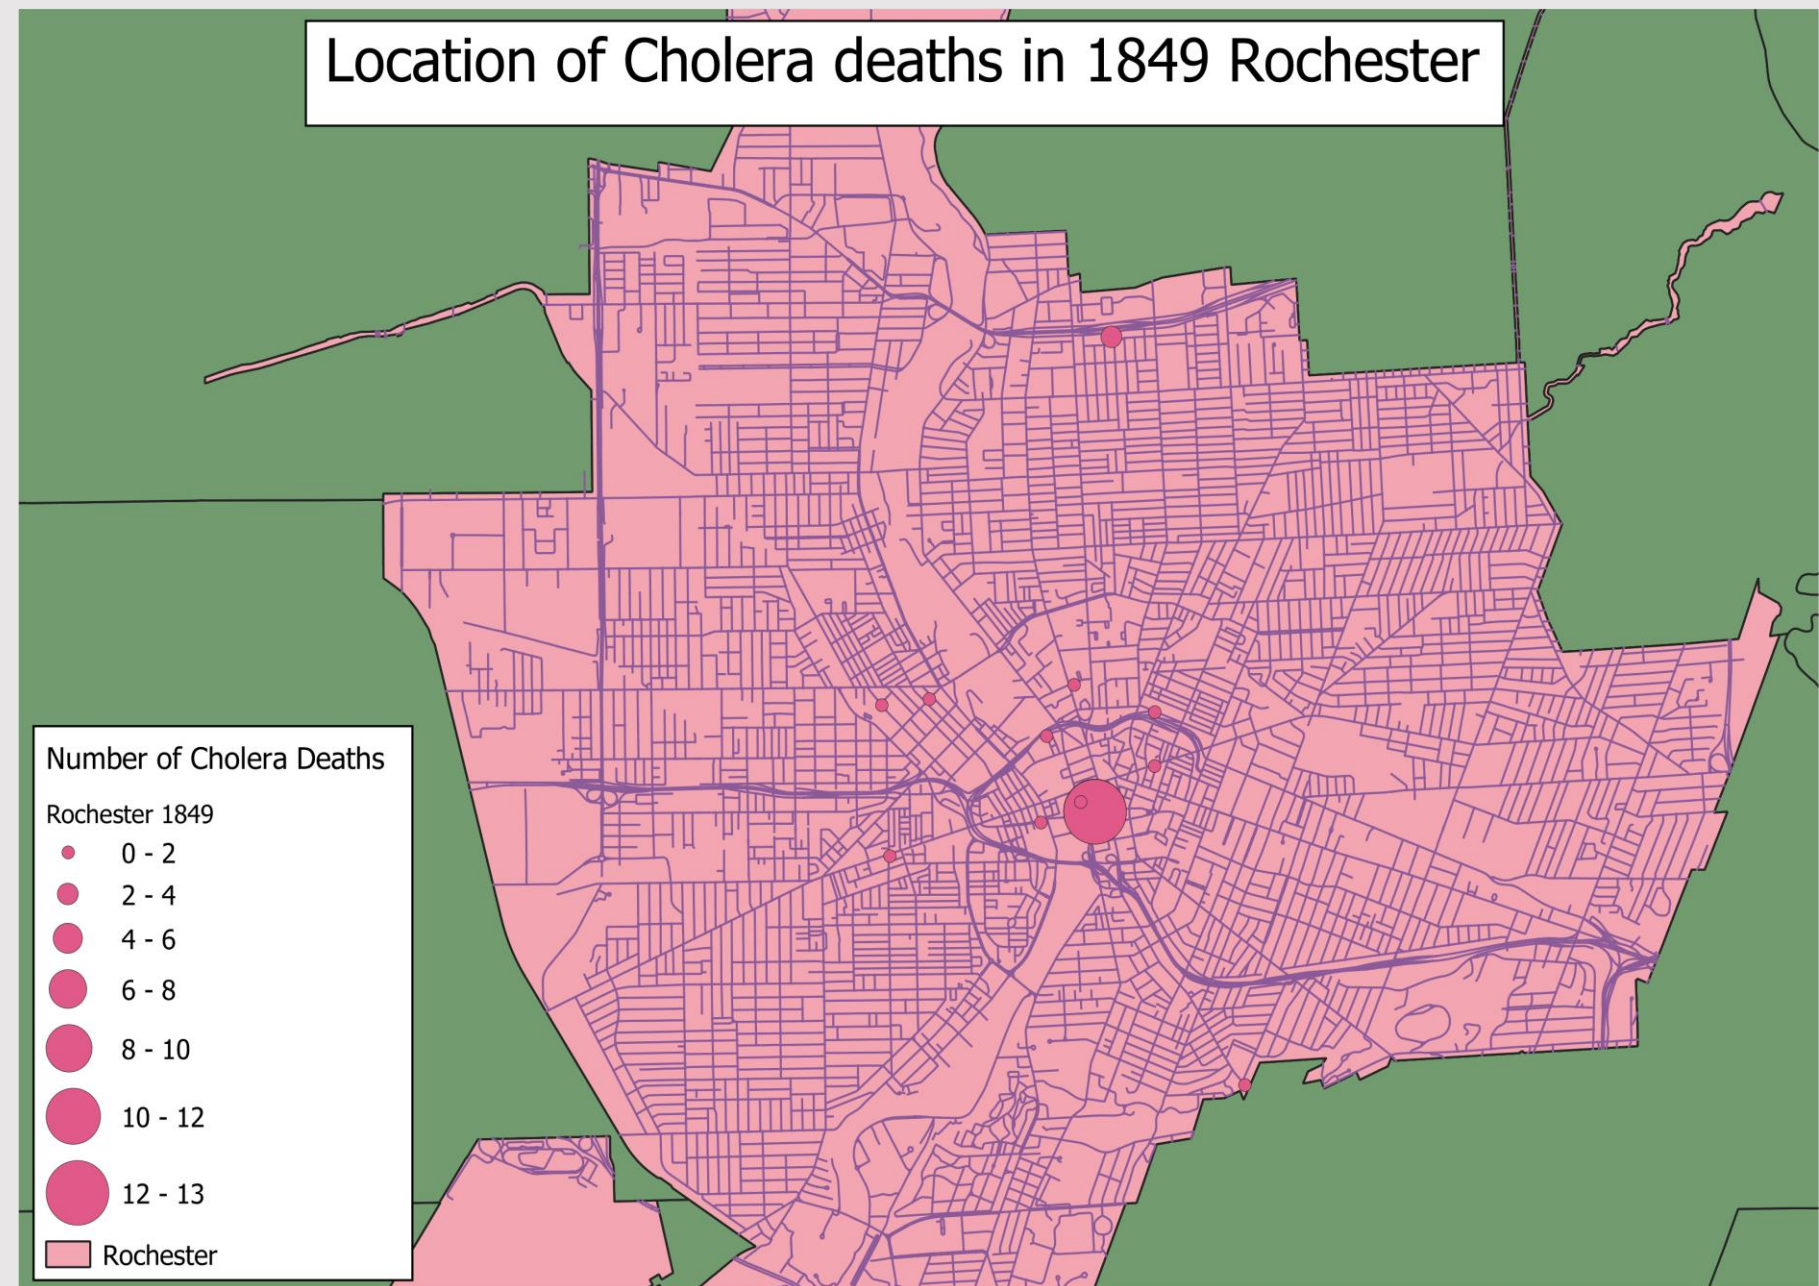 Location of Cholera deaths in 1849 Rochester
Number of Cholera Deaths
Rochester 1849
0 - 2
2 - 4
4 - 6
6 - 8
8 - 10
10 - 12
12 - 13
Rochester